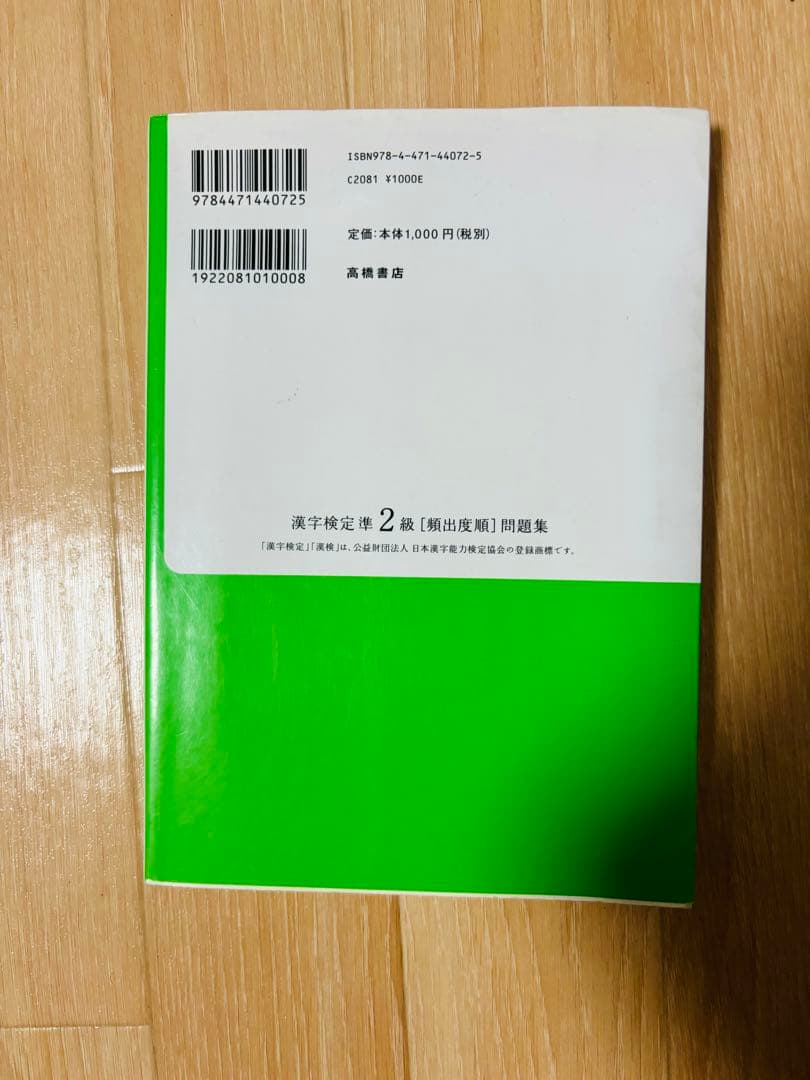 ISBN978-4-471-44072-5
C2081 ¥1000E
9784471440725
定価:本体1,000円(税別)
1922081010008
高橋書店
漢字検定準2級[頻出度順]問題集
「漢字検定」「漢検」は、公益財団法人 日本漢字能力検定協会の登録商標です。